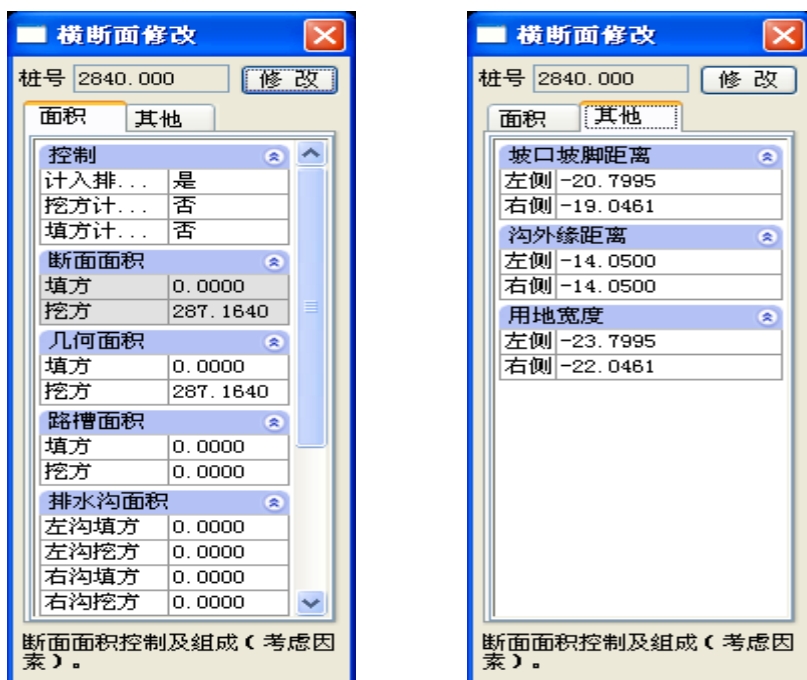 横断面修改
桩号 2840.000 修 改
面积 其他
控制
计入排... 是
挖方计... 否
填方计... 否
断面面积
填方 0.0000
挖方 287.1640
几何面积
填方 0.0000
挖方 287.1640
路槽面积
填方 0.0000
挖方 0.0000
排水沟面积
左沟填方 0.0000
左沟挖方 0.0000
右沟填方 0.0000
右沟挖方 0.0000
断面面积控制及组成(考虑因
素)。
横断面修改
桩号 2840.000 修 改
面积 其他
坡口坡脚距离
左侧 -20.7995
右侧 -19.0461
沟外缘距离
左侧 -14.0500
右侧 -14.0500
用地宽度
左侧 -23.7995
右侧 -22.0461
断面面积控制及组成(考虑因
素)。